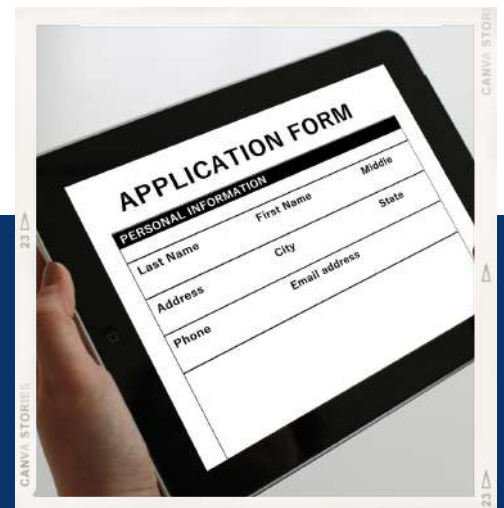 CANVA STORIES
APPLICATION FORM
PERSONAL INFORMATION
Last Name First Name Middle
Address City State
Phone Email address
23
CANVA STORIES
23